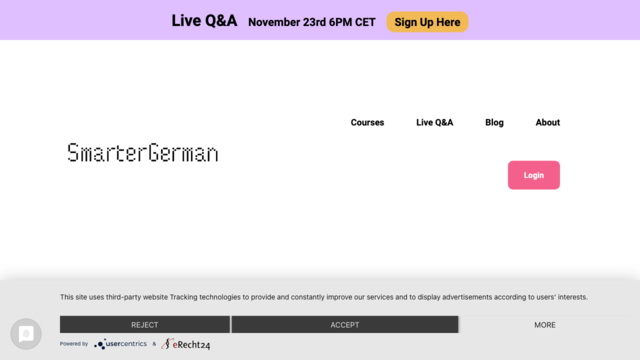 Live Q&A November 23rd 6PM CET Sign Up Here
Courses Live Q&A Blog About
SmarterGerman
Login
This site uses third-party website Tracking technologies to provide and constantly improve our services and to display advertisements according to users' interests.
REJECT ACCEPT MORE
Powered by usercentrics & eRecht24